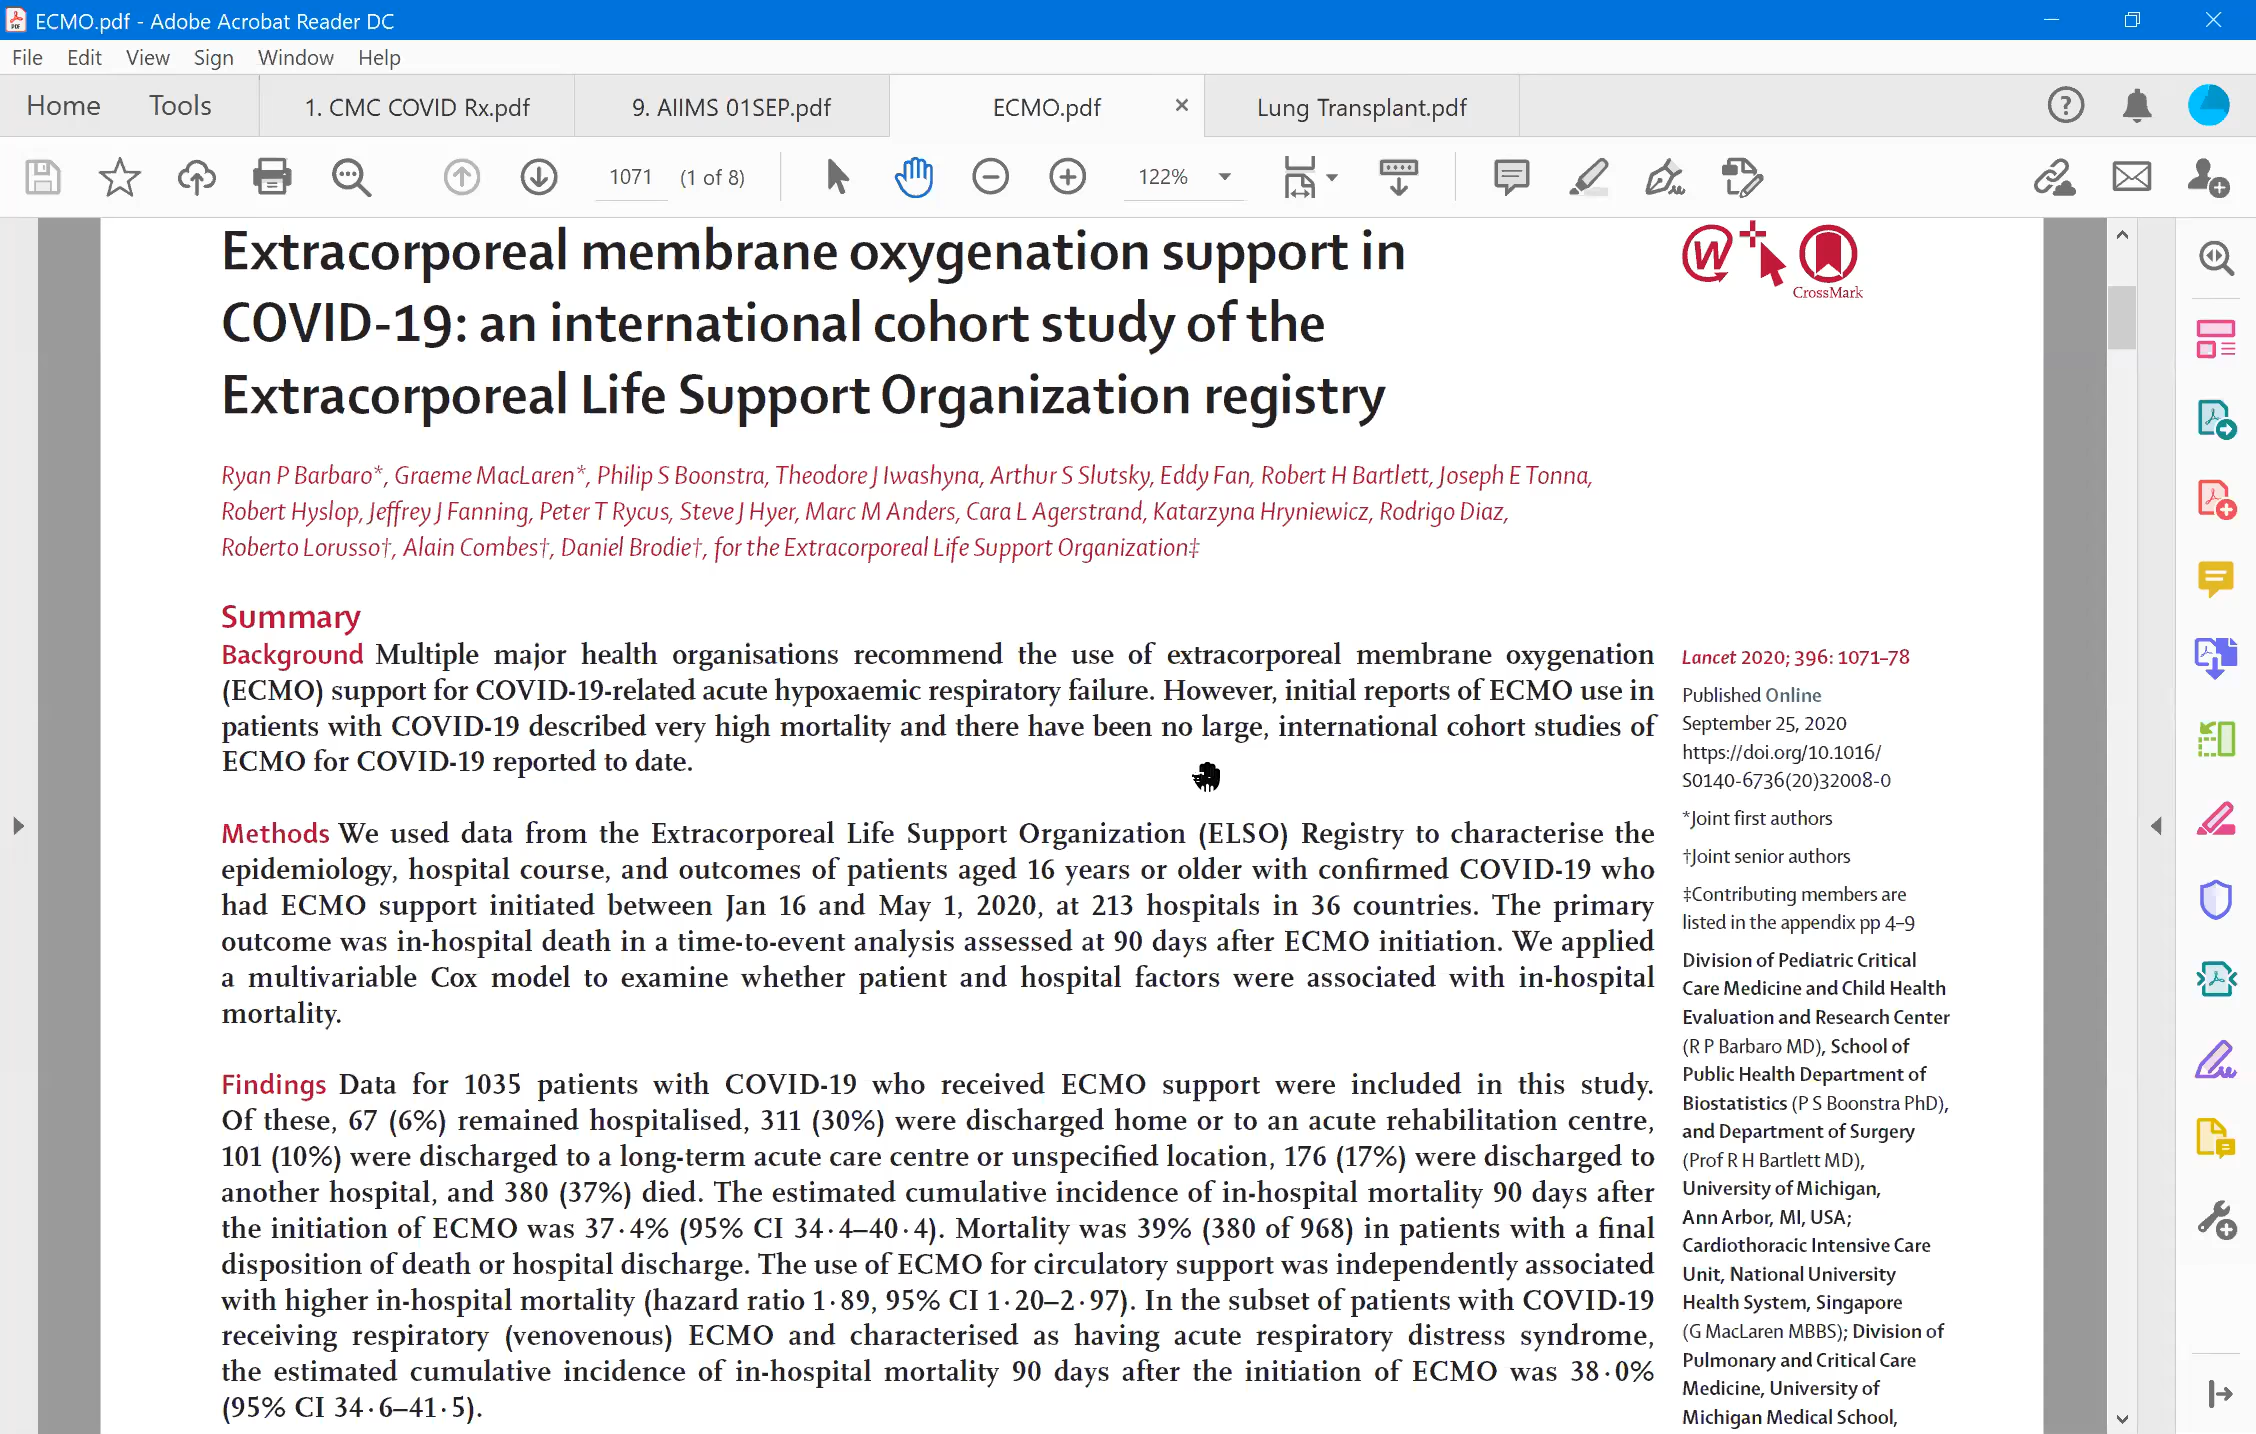 ECMO.pdf - Adobe Acrobat Reader DC
File Edit View Sign Window Help
Home Tools 1. CMC COVID Rx.pdf 9. AIIMS 01SEP.pdf ECMO.pdf × Lung Transplant.pdf
1071 (1 of 8) 122%
Extracorporeal membrane oxygenation support in
COVID-19: an international cohort study of the
Extracorporeal Life Support Organization registry
W
CrossMark
Ryan P Barbaro*, Graeme MacLaren*, Philip S Boonstra, Theodore J Iwashyna, Arthur S Slutsky, Eddy Fan, Robert H Bartlett, Joseph E Tonna,
Robert Hyslop, Jeffrey J Fanning, Peter T Rycus, Steve J Hyer, Marc M Anders, Cara L Agerstrand, Katarzyna Hryniewicz, Rodrigo Diaz,
Roberto Lorusso†, Alain Combes†, Daniel Brodie†, for the Extracorporeal Life Support Organization‡
Summary
Background Multiple major health organisations recommend the use of extracorporeal membrane oxygenation
(ECMO) support for COVID-19-related acute hypoxaemic respiratory failure. However, initial reports of ECMO use in
patients with COVID-19 described very high mortality and there have been no large, international cohort studies of
ECMO for COVID-19 reported to date.
Methods We used data from the Extracorporeal Life Support Organization (ELSO) Registry to characterise the
epidemiology, hospital course, and outcomes of patients aged 16 years or older with confirmed COVID-19 who
had ECMO support initiated between Jan 16 and May 1, 2020, at 213 hospitals in 36 countries. The primary
outcome was in-hospital death in a time-to-event analysis assessed at 90 days after ECMO initiation. We applied
a multivariable Cox model to examine whether patient and hospital factors were associated with in-hospital
mortality.
Findings Data for 1035 patients with COVID-19 who received ECMO support were included in this study.
Of these, 67 (6%) remained hospitalised, 311 (30%) were discharged home or to an acute rehabilitation centre,
101 (10%) were discharged to a long-term acute care centre or unspecified location, 176 (17%) were discharged to
another hospital, and 380 (37%) died. The estimated cumulative incidence of in-hospital mortality 90 days after
the initiation of ECMO was 37·4% (95% CI 34·4–40·4). Mortality was 39% (380 of 968) in patients with a final
disposition of death or hospital discharge. The use of ECMO for circulatory support was independently associated
with higher in-hospital mortality (hazard ratio 1·89, 95% CI 1·20–2·97). In the subset of patients with COVID-19
receiving respiratory (venovenous) ECMO and characterised as having acute respiratory distress syndrome,
the estimated cumulative incidence of in-hospital mortality 90 days after the initiation of ECMO was 38·0%
(95% CI 34·6–41·5).
Lancet 2020; 396: 1071–78
Published Online
September 25, 2020
https://doi.org/10.1016/
S0140-6736(20)32008-0
*Joint first authors
†Joint senior authors
‡Contributing members are
listed in the appendix pp 4–9
Division of Pediatric Critical
Care Medicine and Child Health
Evaluation and Research Center
(R P Barbaro MD), School of
Public Health Department of
Biostatistics (P S Boonstra PhD),
and Department of Surgery
(Prof R H Bartlett MD),
University of Michigan,
Ann Arbor, MI, USA;
Cardiothoracic Intensive Care
Unit, National University
Health System, Singapore
(G MacLaren MBBS); Division of
Pulmonary and Critical Care
Medicine, University of
Michigan Medical School,